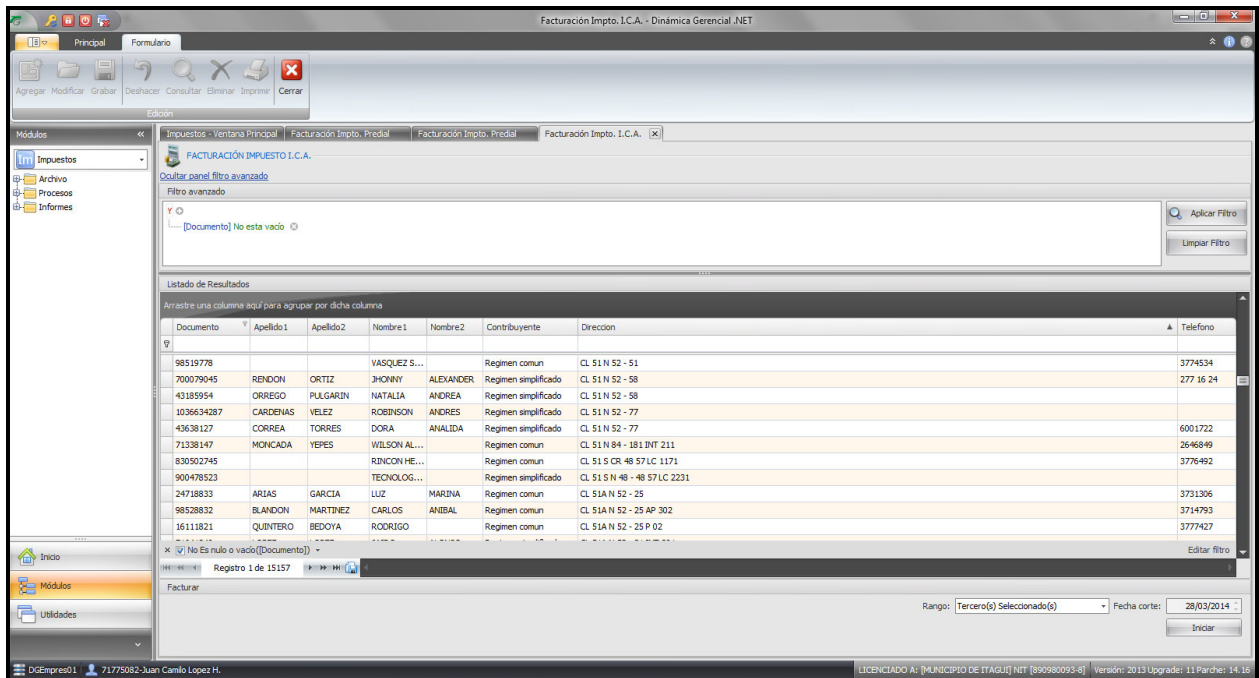 Facturación Impto. I.C.A. - Dinámica Gerencial .NET
Principal Formulario
Agregar Modificar Grabar Deshacer Consultar Eliminar Imprimir Cerrar
Edición
Módulos «
Impuestos
Archivo
Procesos
Informes
Inicio
Módulos
Utilidades
Impuestos - Ventana Principal Facturación Impto. Predial Facturación Impto. Predial Facturación Impto. I.C.A.
FACTURACIÓN IMPUESTO I.C.A.
Ocultar panel filtro avanzado
Filtro avanzado
Y
[Documento] No esta vacío
Aplicar Filtro
Limpiar Filtro
Listado de Resultados
Arrastre una columna aquí para agrupar por dicha columna
Documento Apellido1 Apellido2 Nombre1 Nombre2 Contribuyente Direccion Telefono
98519778 VASQUEZ S... Regimen comun CL 51 N 52 - 51 3774534
700079045 RENDON ORTIZ JHONNY ALEXANDER Regimen simplificado CL 51 N 52 - 58 277 16 24
43185954 ORREGO PULGARIN NATALIA ANDREA Regimen simplificado CL 51 N 52 - 58
1036634287 CARDENAS VELEZ ROBINSON ANDRES Regimen simplificado CL 51 N 52 - 77
43638127 CORREA TORRES DORA ANALIDA Regimen simplificado CL 51 N 52 - 77 6001722
71338147 MONCADA YEPES WILSON AL... Regimen comun CL 51 N 84 - 181 INT 211 2646849
830502745 RINCON HE... Regimen comun CL 51 S CR 48 57 LC 1171 3776492
900478523 TECNOLOG... Regimen simplificado CL 51 S N 48 - 48 57 LC 2231
24718833 ARIAS GARCIA LUZ MARINA Regimen comun CL 51A N 52 - 25 3731306
98528832 BLANDON MARTINEZ CARLOS ANIBAL Regimen comun CL 51A N 52 - 25 AP 302 3714793
16111821 QUINTERO BEDOYA RODRIGO Regimen comun CL 51A N 52 - 25 P 02 3777427
No Es nulo o vacío([Documento]) Editar filtro
Registro 1 de 15157
Facturar
Rango: Tercero(s) Seleccionado(s) Fecha corte: 28/03/2014
Iniciar
DGEmpres01 71775082-Juan Camilo Lopez H. LICENCIADO A: [MUNICIPIO DE ITAGUI] NIT [890980093-8] Versión: 2013 Upgrade: 11 Parche: 14.16